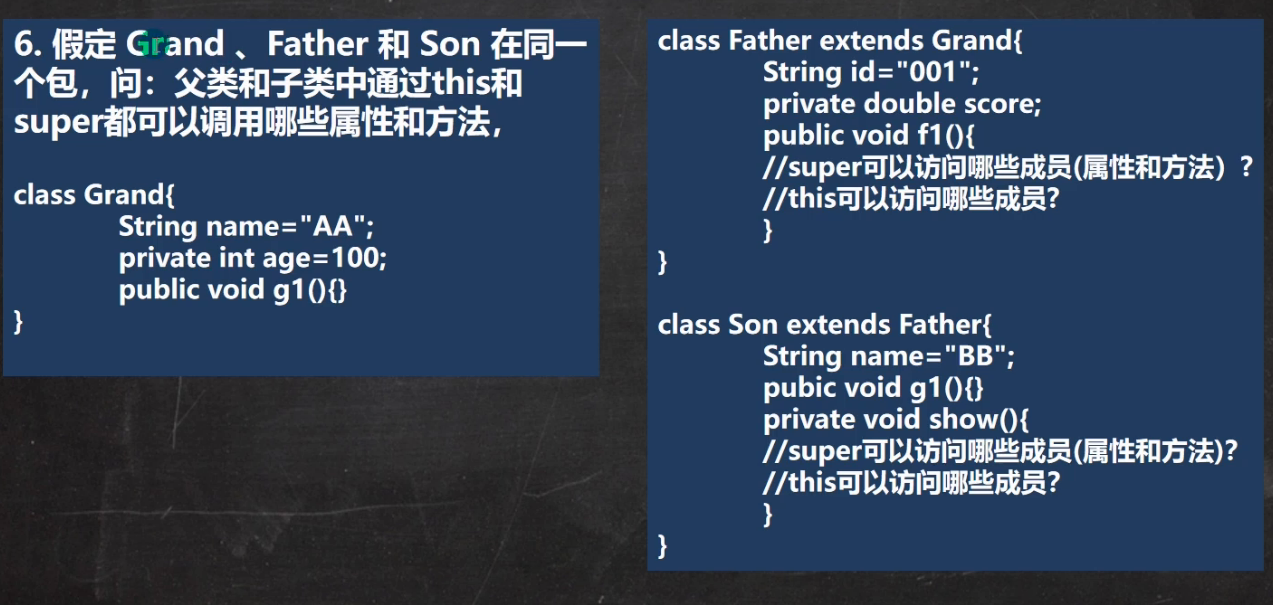 6. 假定 Grand 、Father 和 Son 在同一
个包，问：父类和子类中通过this和
super都可以调用哪些属性和方法，
class Grand{
String name="AA";
private int age=100;
public void g1(){}
}
class Father extends Grand{
String id="001";
private double score;
public void f1(){
//super可以访问哪些成员(属性和方法）？
//this可以访问哪些成员?
}
}
class Son extends Father{
String name="BB";
pubic void g1(){}
private void show(){
//super可以访问哪些成员(属性和方法)?
//this可以访问哪些成员?
}
}